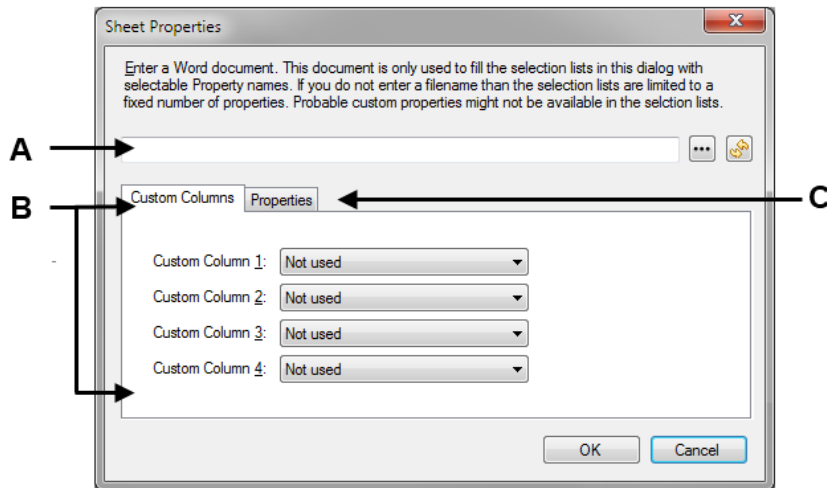 Sheet Properties
Enter a Word document. This document is only used to fill the selection lists in this dialog with
selectable Property names. If you do not enter a filename than the selection lists are limited to a
fixed number of properties. Probable custom properties might not be available in the selction lists.
A
B
Custom Columns Properties
C
Custom Column 1: Not used
Custom Column 2: Not used
Custom Column 3: Not used
Custom Column 4: Not used
OK Cancel